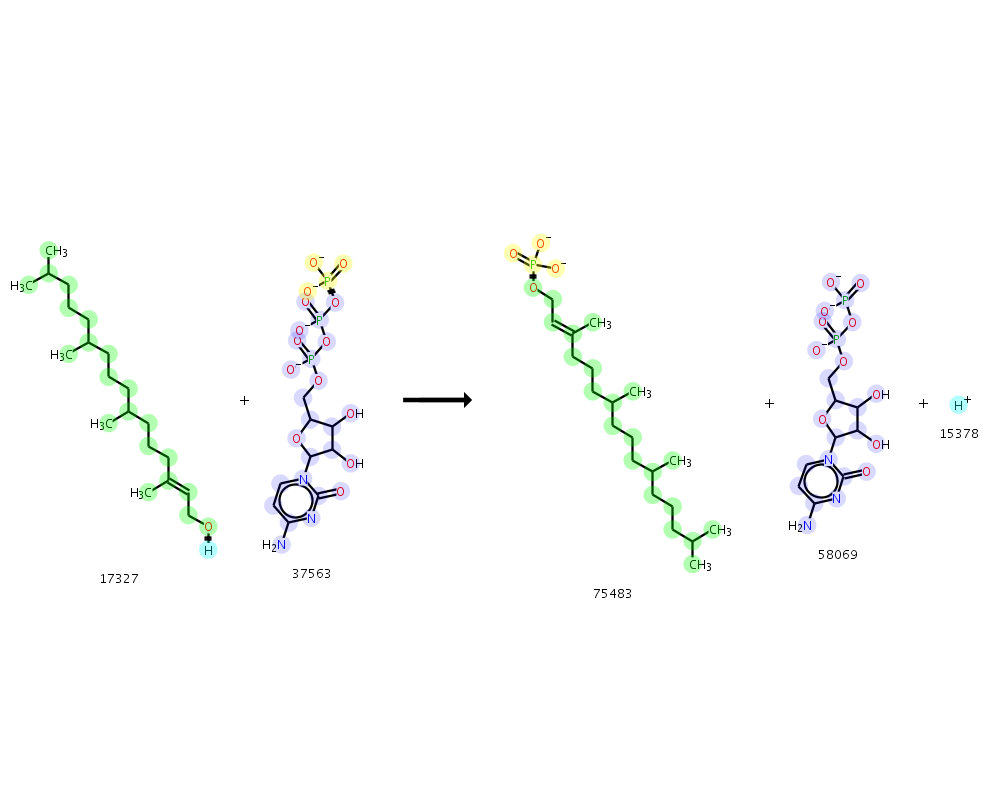 CH₃
H₃C
H₃C
H₃C
H₃C
O
H
17327
+
O⁻
O
P
O⁻
O
O
P
O⁻
O
O
P
O⁻
O
O
OH
OH
N
O
N
H₂N
37563
O⁻
O
P
O⁻
O
CH₃
CH₃
CH₃
CH₃
CH₃
75483
+
O⁻
O
P
O⁻
O
O
P
O⁻
O
O
OH
OH
N
O
N
H₂N
58069
+
H⁺
15378